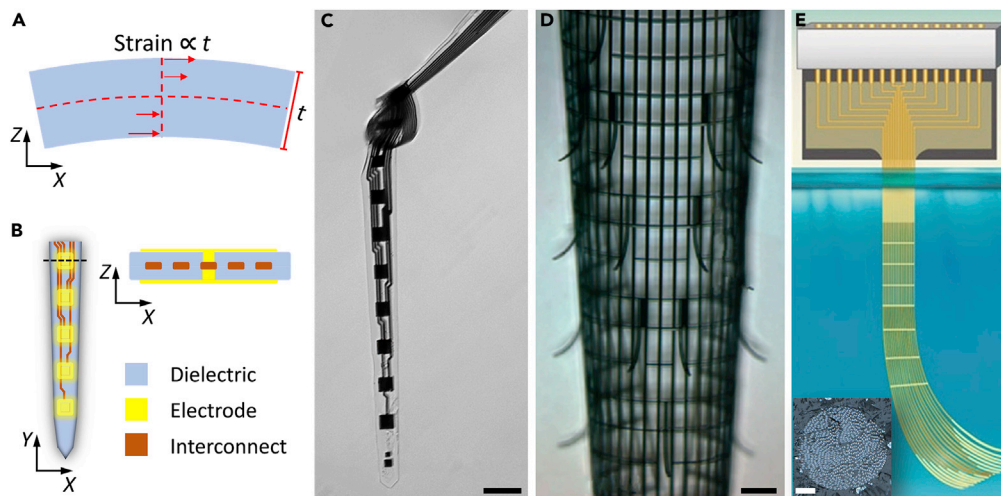 A
Strain ∝ t
t
Z
X
B
Z
X
Dielectric
Electrode
Interconnect
Y
X
C
D
E